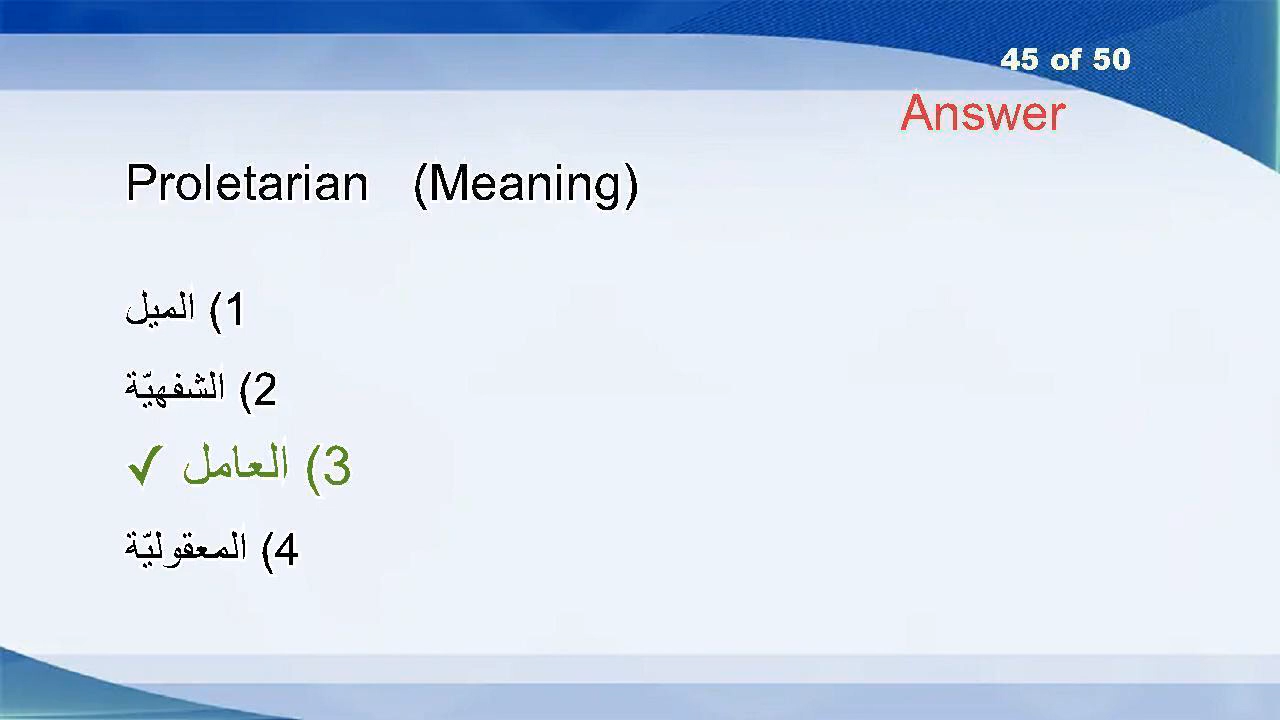 45 of 50
Answer
Proletarian (Meaning)
1) الميل
2) الشفهيّة
3) العامل ✓
4) المعقوليّة